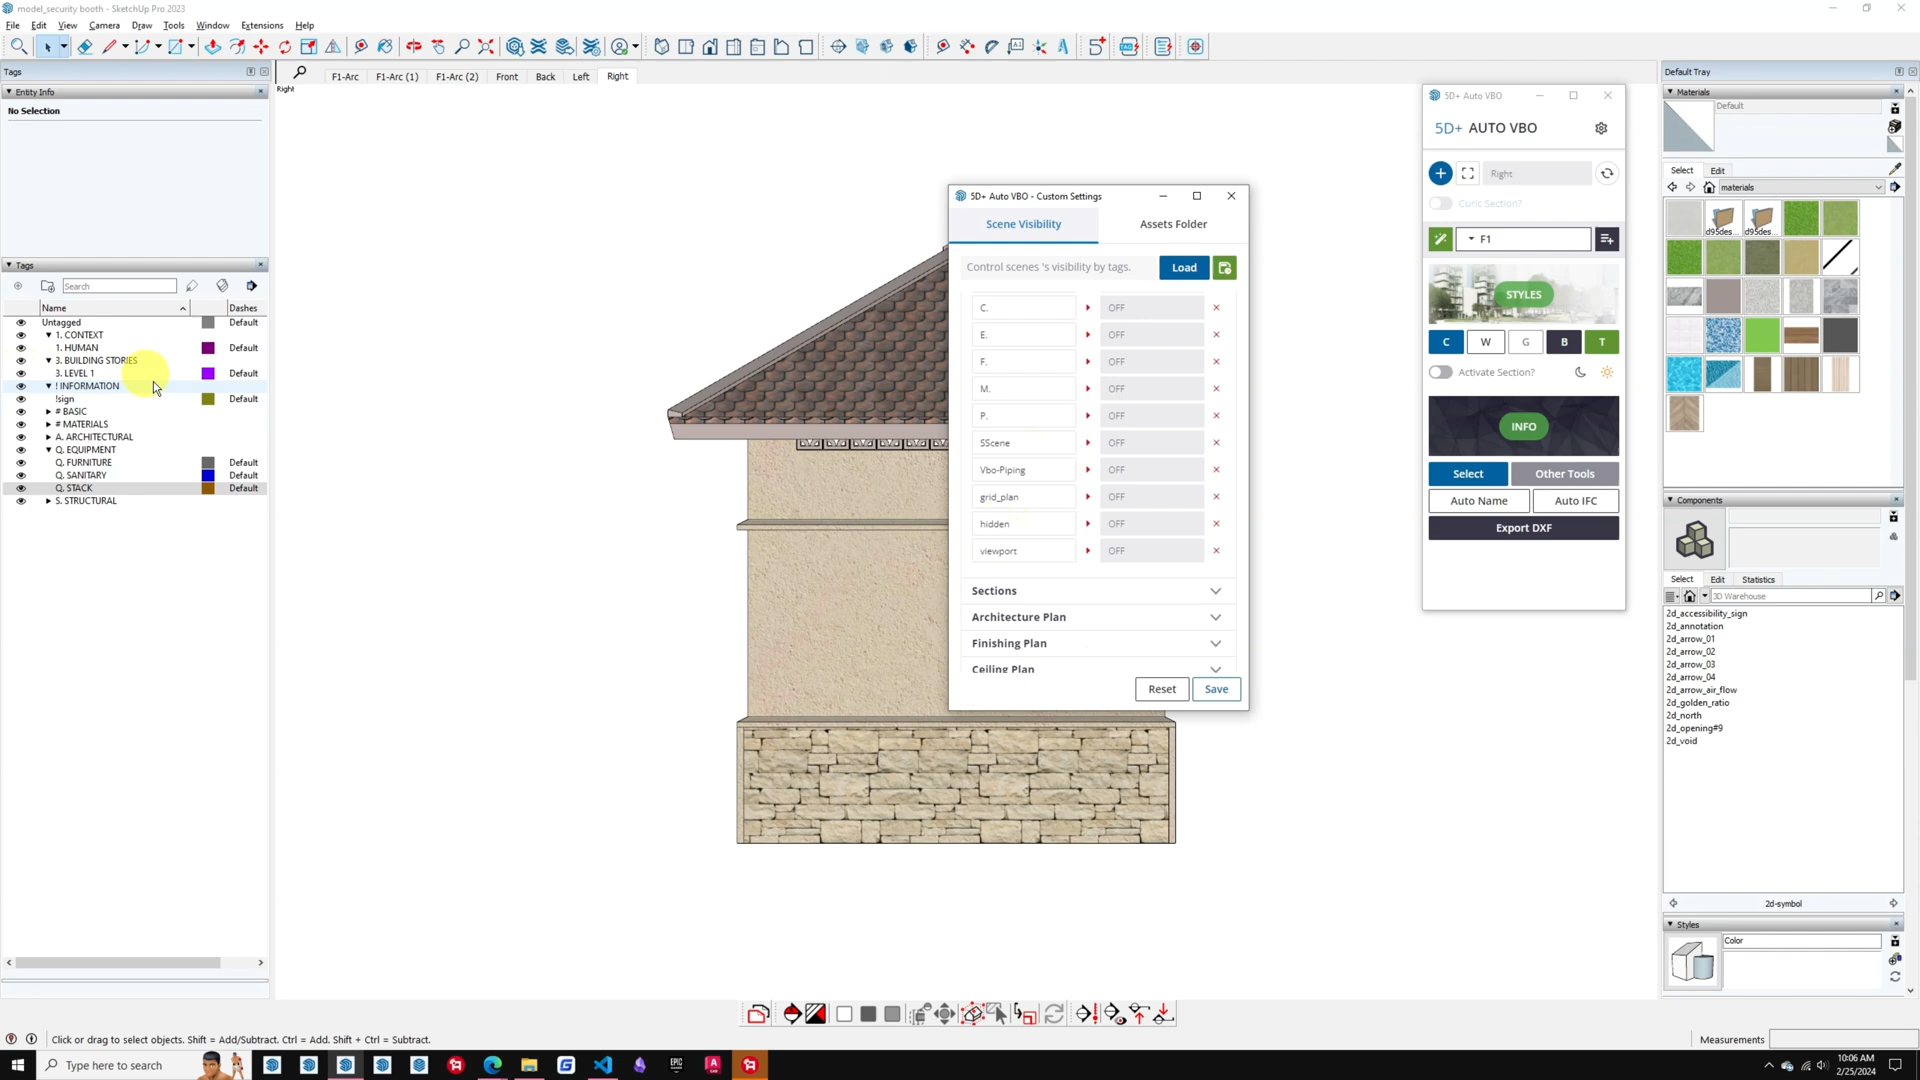 model_security booth - SketchUp Pro 2023
File Edit View Camera Draw Tools Window Extensions Help
Tags
Entity Info
No Selection
Tags
Search
Name Dashes
Untagged Default
1. CONTEXT
1. HUMAN Default
3. BUILDING STORIES
3. LEVEL 1 Default
! INFORMATION
!sign Default
# BASIC
# MATERIALS
A. ARCHITECTURAL
Q. EQUIPMENT
Q. FURNITURE Default
Q. SANITARY Default
Q. STACK Default
S. STRUCTURAL
F1-Arc F1-Arc (1) F1-Arc (2) Front Back Left Right
Right
5D+ Auto VBO - Custom Settings
Scene Visibility Assets Folder
Control scenes 's visibility by tags. Load
C. OFF
E. OFF
F. OFF
M. OFF
P. OFF
SScene OFF
Vbo-Piping OFF
grid_plan OFF
hidden OFF
viewport OFF
Sections
Architecture Plan
Finishing Plan
Ceiling Plan
Reset Save
5D+ Auto VBO
5D+ AUTO VBO
Right
Curic Section?
F1
STYLES
C W G B T
Activate Section?
INFO
Select Other Tools
Auto Name Auto IFC
Export DXF
Default Tray
Materials
Default
Select Edit
materials
d95des... d95des...
Components
Select Edit Statistics
3D Warehouse
2d_accessibility_sign
2d_annotation
2d_arrow_01
2d_arrow_02
2d_arrow_03
2d_arrow_04
2d_arrow_air_flow
2d_golden_ratio
2d_north
2d_opening#9
2d_void
2d-symbol
Styles
Color
Click or drag to select objects. Shift = Add/Subtract. Ctrl = Add. Shift + Ctrl = Subtract.
Measurements
Type here to search
EPIC
10:06 AM
2/25/2024